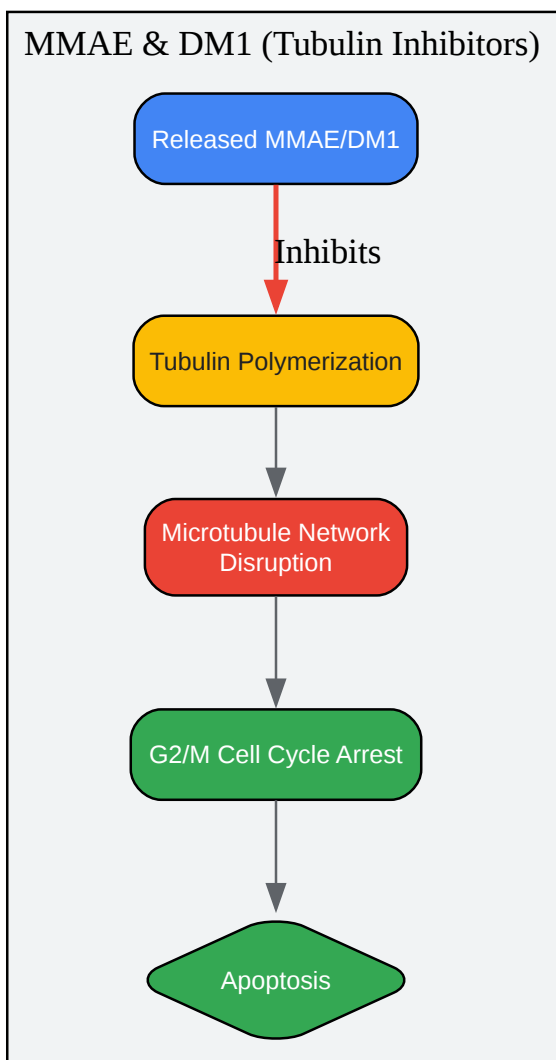 MMAE & DM1 (Tubulin Inhibitors)
Released MMAE/DM1
Inhibits
Tubulin Polymerization
Microtubule Network
Disruption
G2/M Cell Cycle Arrest
Apoptosis